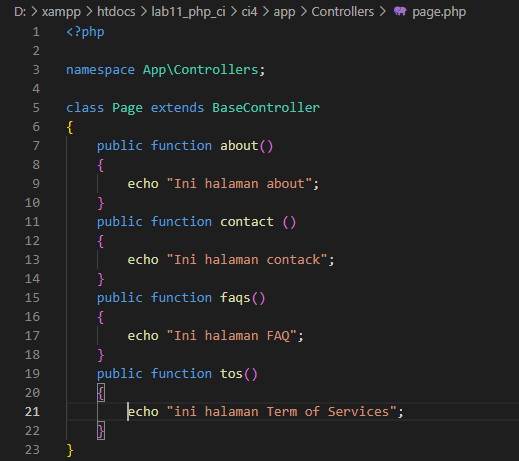 D: > xampp > htdocs > lab11_php_ci > ci4 > app > Controllers > page.php
1 <?php
2
3 namespace App\Controllers;
4
5 class Page extends BaseController
6 {
7 public function about()
8 {
9 echo "Ini halaman about";
10 }
11 public function contact ()
12 {
13 echo "Ini halaman contack";
14 }
15 public function faqs()
16 {
17 echo "Ini halaman FAQ";
18 }
19 public function tos()
20 {
21 echo "ini halaman Term of Services";
22 }
23 }